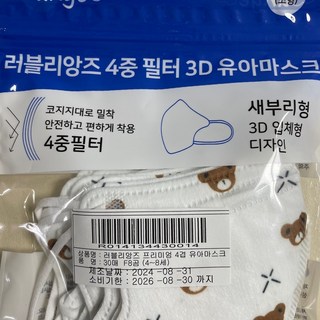 러블리앙즈 4중 필터 3D 유아마스크
코지지대로 밀착
안전하고 편하게 착용
4중필터
새부리형
3D 입체형
디자인
R014134430014
상품명 : 러블리앙즈 프리미엄 4겹 유아마스크
품명 : 30매 F8곰 (4~8세)
제조날짜 : 2024-08-31
소비기한 : 2026-08-30 까지